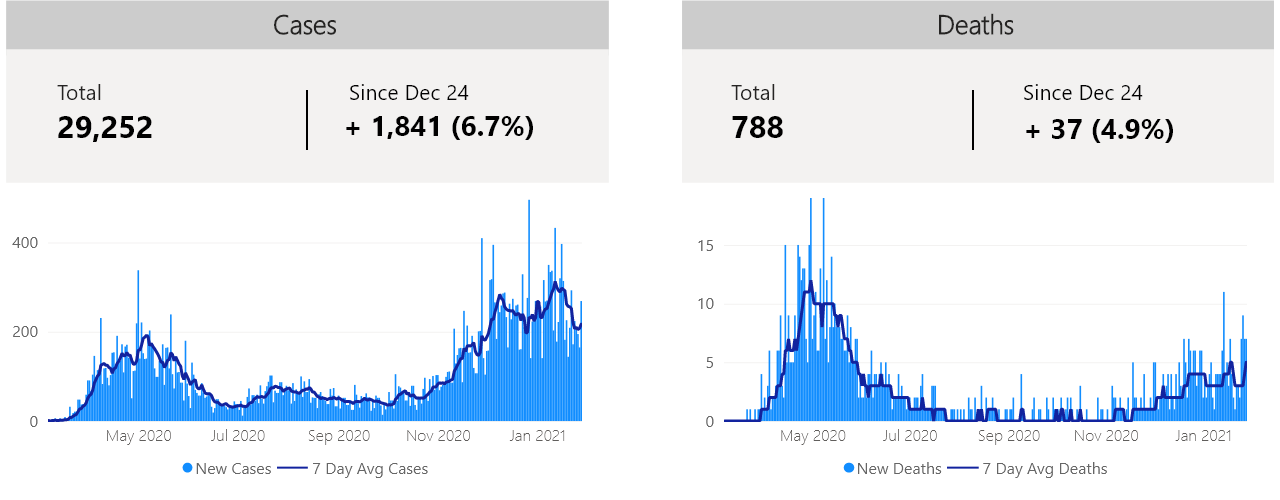 Cases
Total
29,252
Since Dec 24
+ 1,841 (6.7%)
400
200
0
May 2020 Jul 2020 Sep 2020 Nov 2020 Jan 2021
New Cases 7 Day Avg Cases
Deaths
Total
788
Since Dec 24
+ 37 (4.9%)
15
10
5
0
May 2020 Jul 2020 Sep 2020 Nov 2020 Jan 2021
New Deaths 7 Day Avg Deaths